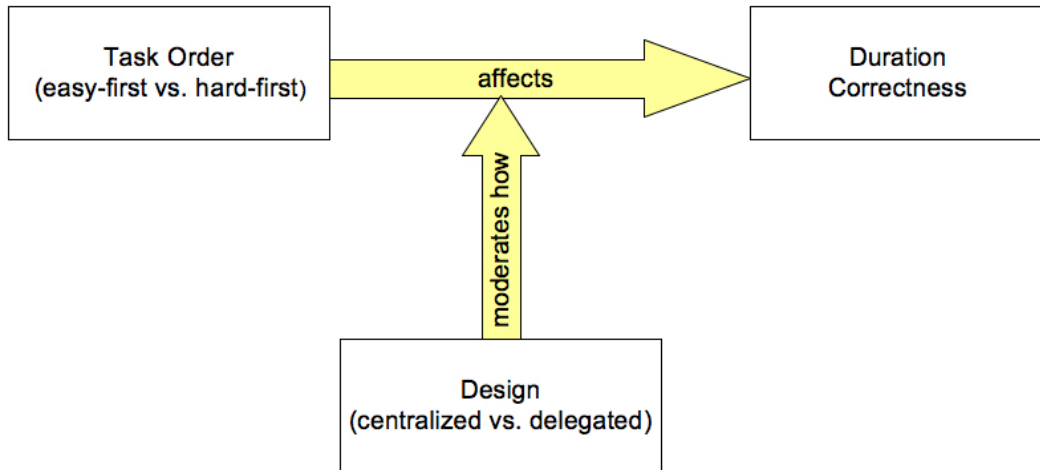 Task Order
(easy-first vs. hard-first)
affects
Duration
Correctness
moderates how
Design
(centralized vs. delegated)